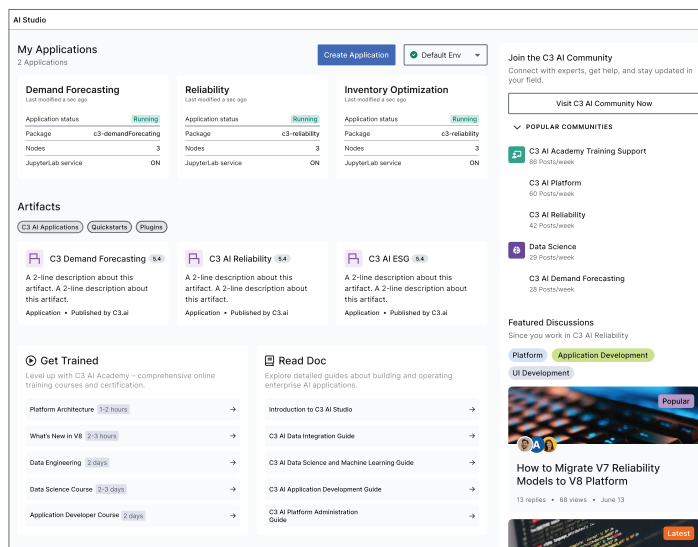 AI Studio
My Applications
2 Applications
Create Application
Default Env
Demand Forecasting
Last modified a sec ago
Application status Running
Package c3-demandForecating
Nodes 3
JupyterLab service ON
Reliability
Last modified a sec ago
Application status Running
Package c3-reliability
Nodes 3
JupyterLab service ON
Inventory Optimization
Last modified a sec ago
Application status Running
Package c3-reliability
Nodes 3
JupyterLab service ON
Artifacts
C3 AI Applications Quickstarts Plugins
C3 Demand Forecasting 5.4
A 2-line description about this
artifact. A 2-line description about
this artifact.
Application • Published by C3.ai
C3 AI Reliability 5.4
A 2-line description about this
artifact. A 2-line description about
this artifact.
Application • Published by C3.ai
C3 AI ESG 5.4
A 2-line description about this
artifact. A 2-line description about
this artifact.
Application • Published by C3.ai
Get Trained
Level up with C3 AI Academy – comprehensive online
training courses and certification.
Platform Architecture 1-2 hours
What's New in V8 2-3 hours
Data Engineering 2 days
Data Science Course 2-3 days
Application Developer Course 2 days
Read Doc
Explore detailed guides about building and operating
enterprise AI applications.
Introduction to C3 AI Studio
C3 AI Data Integration Guide
C3 AI Data Science and Machine Learning Guide
C3 AI Application Development Guide
C3 AI Platform Administration
Guide
Join the C3 AI Community
Connect with experts, get help, and stay updated in
your field.
Visit C3 AI Community Now
POPULAR COMMUNITIES
C3 AI Academy Training Support
86 Posts/week
C3 AI Platform
60 Posts/week
C3 AI Reliability
42 Posts/week
Data Science
29 Posts/week
C3 AI Demand Forecasting
28 Posts/week
Featured Discussions
Since you work in C3 AI Reliability
Platform Application Development
UI Development
Popular
A
How to Migrate V7 Reliability
Models to V8 Platform
13 replies • 68 views • June 13
Latest